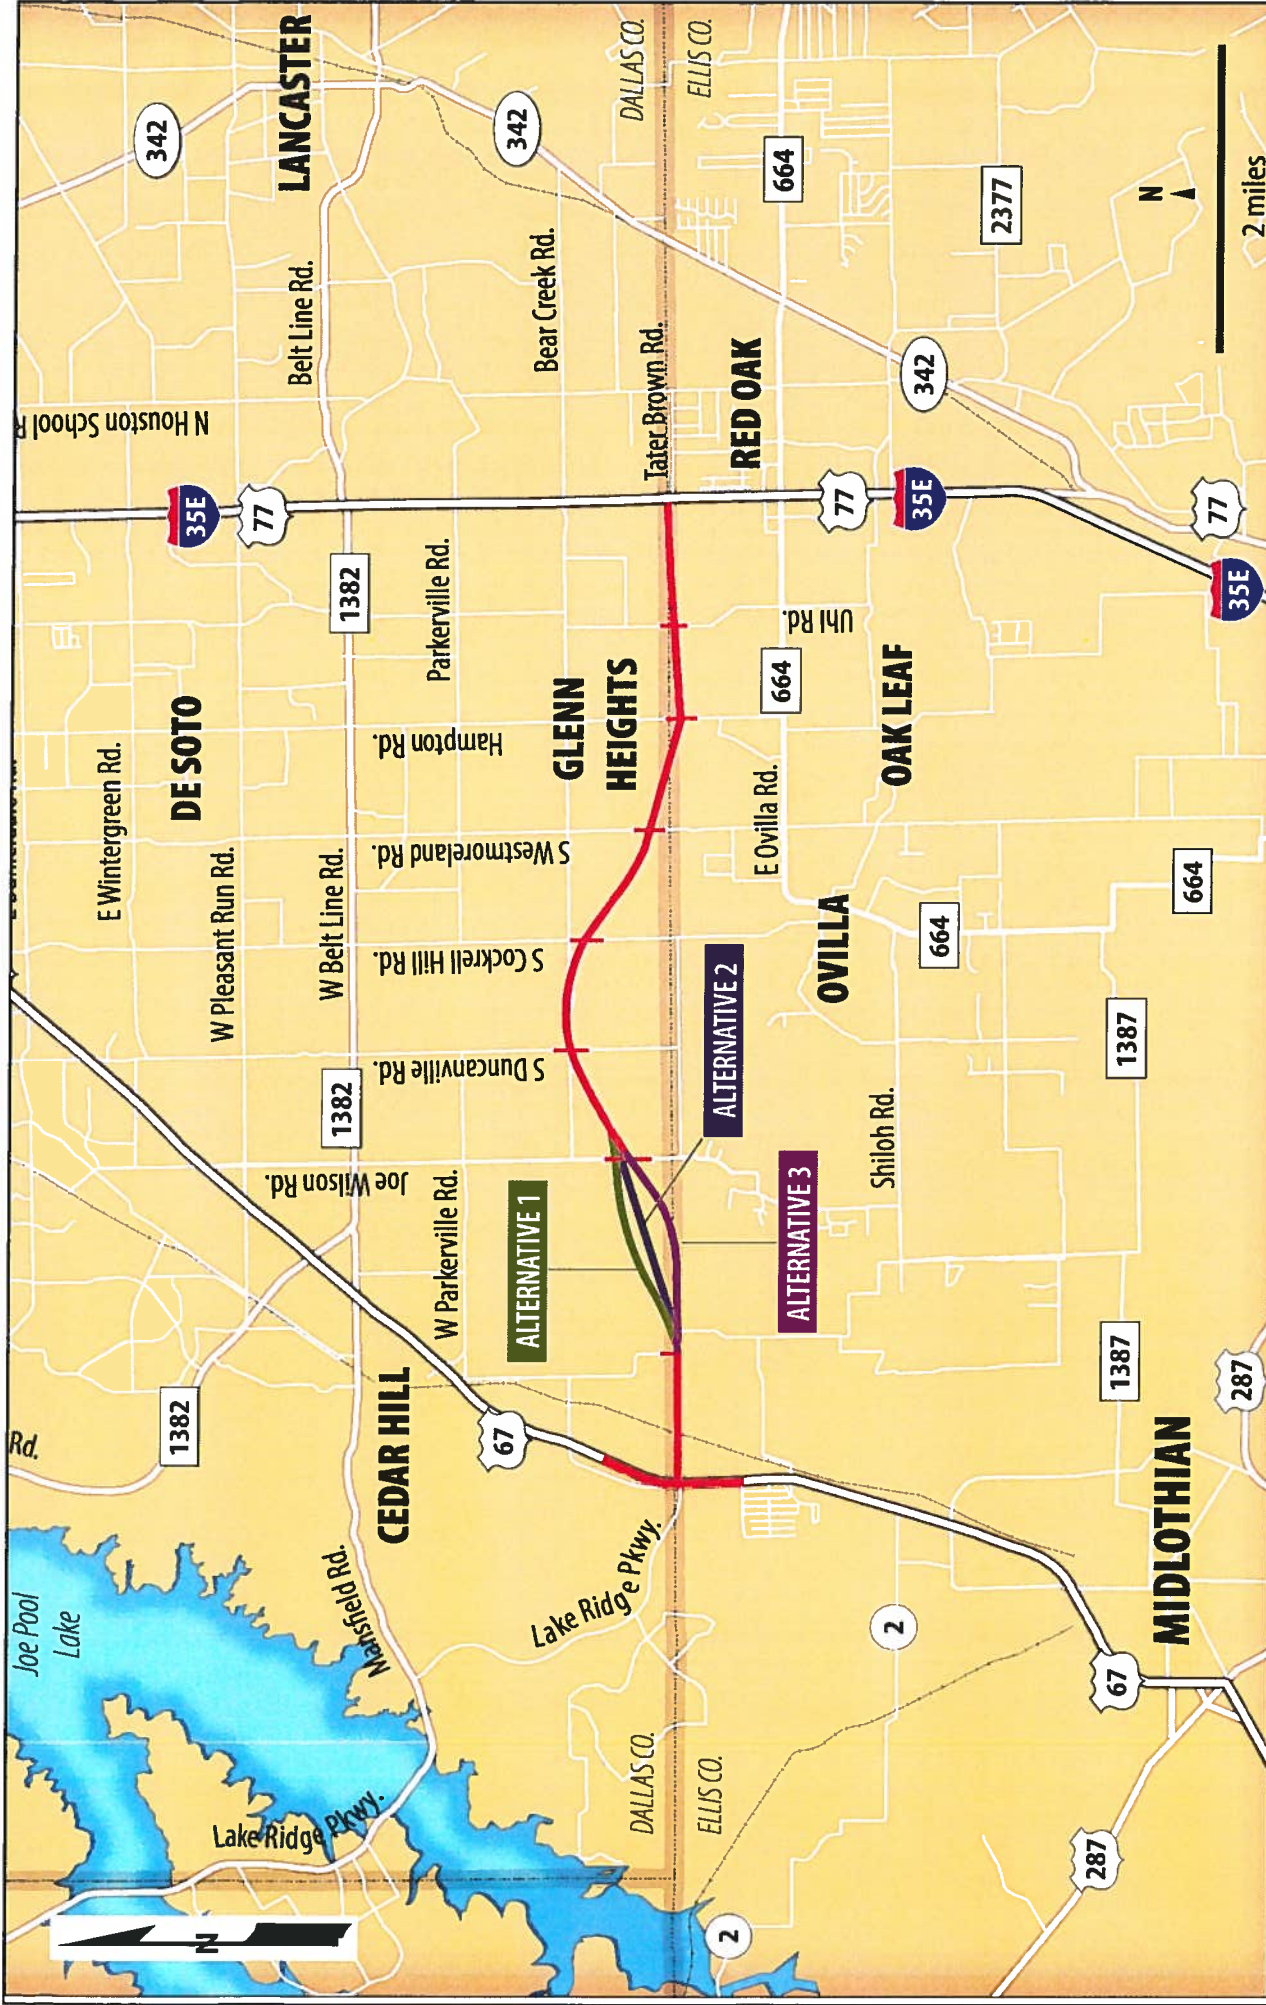 Joe Pool
Lake
Rd.
1382
Mansfield Rd.
Lake Ridge Pkwy.
N
CEDAR HILL
67
Lake Ridge Pkwy.
DALLAS CO.
ELLIS CO.
2
2
287
67
MIDLOTHIAN
287
1387
1387
Shiloh Rd.
W Parkerville Rd.
Joe Wilson Rd.
1382
ALTERNATIVE 1
ALTERNATIVE 2
ALTERNATIVE 3
S Duncanville Rd.
S Cockrell Hill Rd.
S Westmoreland Rd.
Hampton Rd.
W Belt Line Rd.
W Pleasant Run Rd.
E Wintergreen Rd.
DE SOTO
Parkerville Rd.
1382
GLENN
HEIGHTS
OVILLA
E Ovilla Rd.
664
664
664
OAK LEAF
Uhl Rd.
35E
77
N Houston School R
Belt Line Rd.
Bear Creek Rd.
Tater Brown Rd.
RED OAK
77
35E
35E
77
342
LANCASTER
342
342
DALLAS CO.
ELLIS CO.
664
2377
N
2 miles